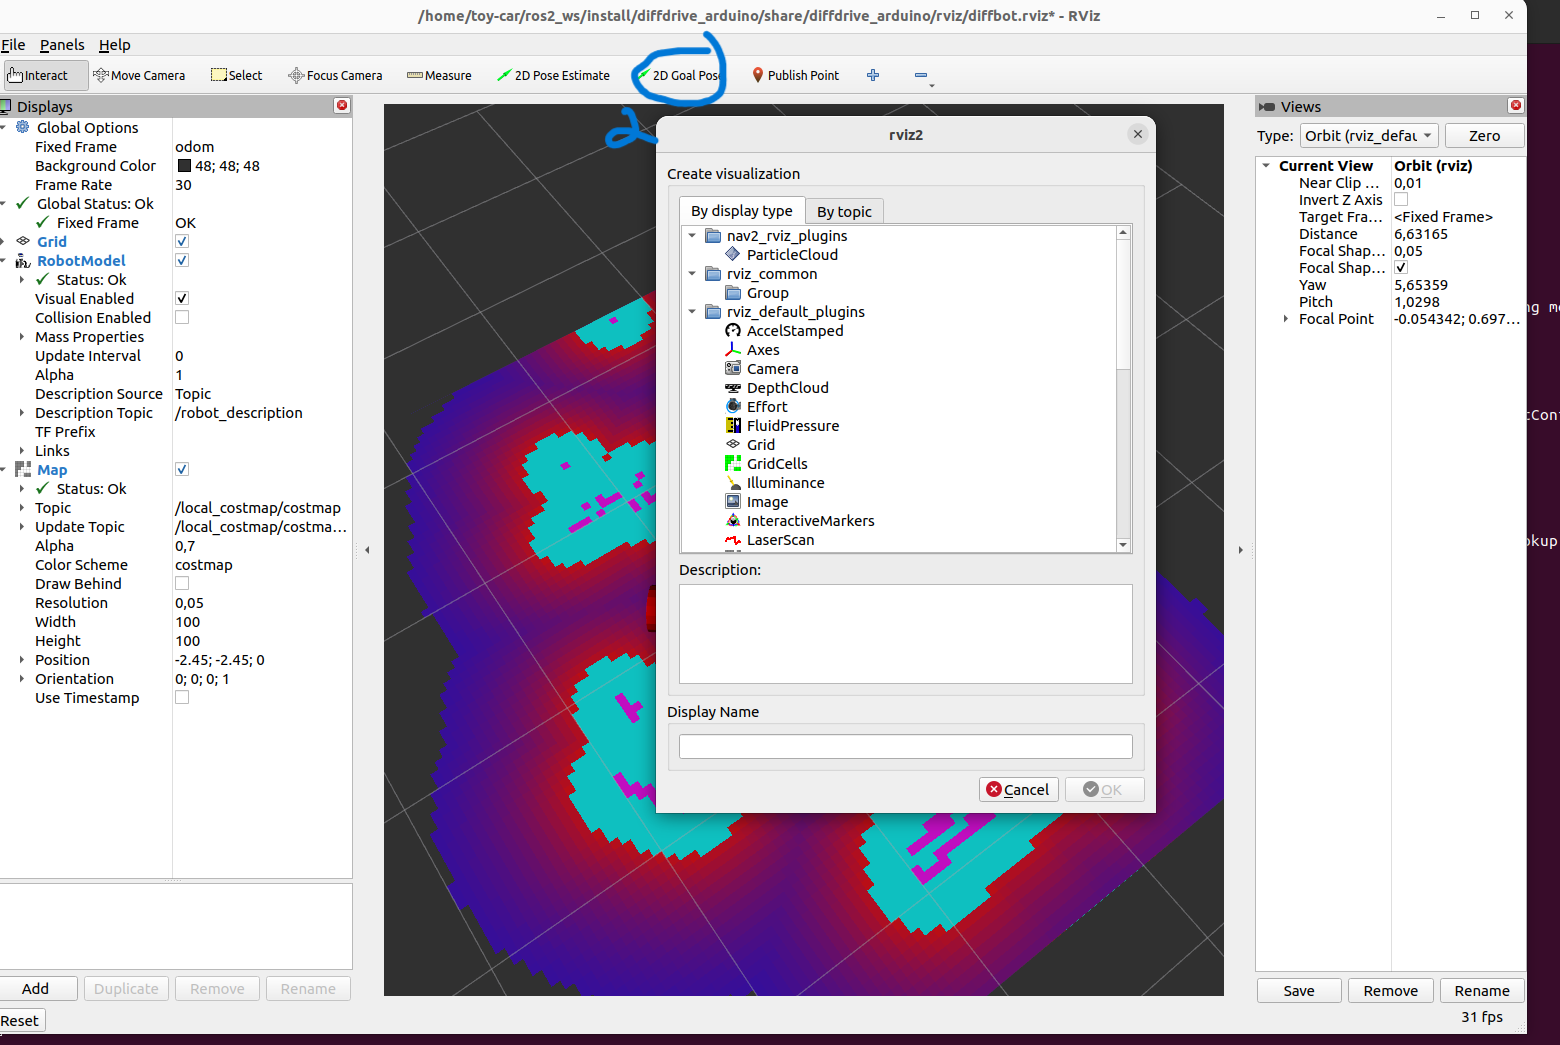 /home/toy-car/ros2_ws/install/diffdrive_arduino/share/diffdrive_arduino/rviz/diffbot.rviz* - RViz
File Panels Help
Interact Move Camera Select Focus Camera Measure 2D Pose Estimate 2D Goal Pose Publish Point
2
Displays
Global Options
Fixed Frame odom
Background Color 48; 48; 48
Frame Rate 30
Global Status: Ok
Fixed Frame OK
Grid
RobotModel
Status: Ok
Visual Enabled
Collision Enabled
Mass Properties
Update Interval 0
Alpha 1
Description Source Topic
Description Topic /robot_description
TF Prefix
Links
Map
Status: Ok
Topic /local_costmap/costmap
Update Topic /local_costmap/costma...
Alpha 0,7
Color Scheme costmap
Draw Behind
Resolution 0,05
Width 100
Height 100
Position -2.45; -2.45; 0
Orientation 0; 0; 0; 1
Use Timestamp
Add Duplicate Remove Rename
Reset
rviz2
Create visualization
By display type By topic
nav2_rviz_plugins
ParticleCloud
rviz_common
Group
rviz_default_plugins
AccelStamped
Axes
Camera
DepthCloud
Effort
FluidPressure
Grid
GridCells
Illuminance
Image
InteractiveMarkers
LaserScan
Description:
Display Name
Cancel OK
Views
Type: Orbit (rviz_defau Zero
Current View Orbit (rviz)
Near Clip ... 0,01
Invert Z Axis
Target Fra... <Fixed Frame>
Distance 6,63165
Focal Shap... 0,05
Focal Shap...
Yaw 5,65359
Pitch 1,0298
Focal Point -0.054342; 0.697...
Save Remove Rename
31 fps